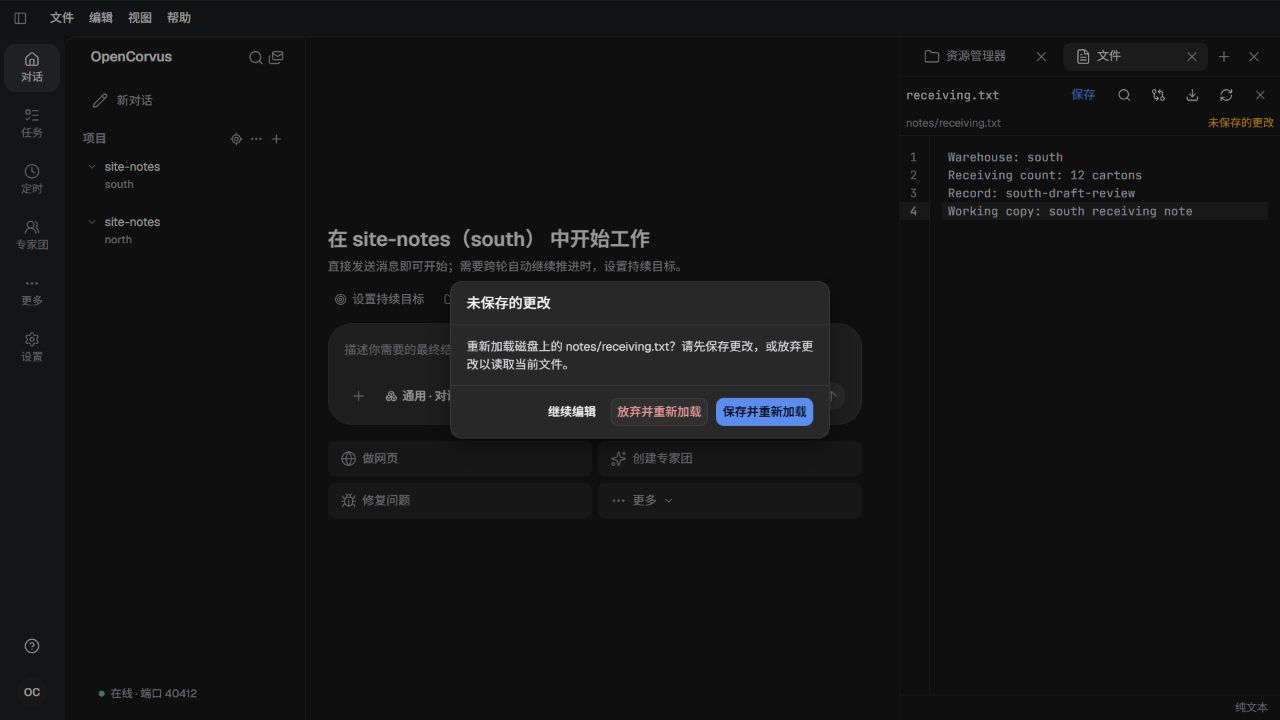 文件 编辑 视图 帮助
对话
任务
定时
专家团
更多
设置
OC
OpenCorvus
新对话
项目
site-notes
south
site-notes
north
在线 · 端口 40412
在 site-notes（south） 中开始工作
直接发送消息即可开始；需要跨轮自动继续推进时，设置持续目标。
设置持续目标
描述你需要的最终结
通用 · 对
做网页
创建专家团
修复问题
更多
未保存的更改
重新加载磁盘上的 notes/receiving.txt？请先保存更改，或放弃更
改以读取当前文件。
继续编辑 放弃并重新加载 保存并重新加载
资源管理器 文件
receiving.txt 保存
notes/receiving.txt 未保存的更改
1 Warehouse: south
2 Receiving count: 12 cartons
3 Record: south-draft-review
4 Working copy: south receiving note
纯文本